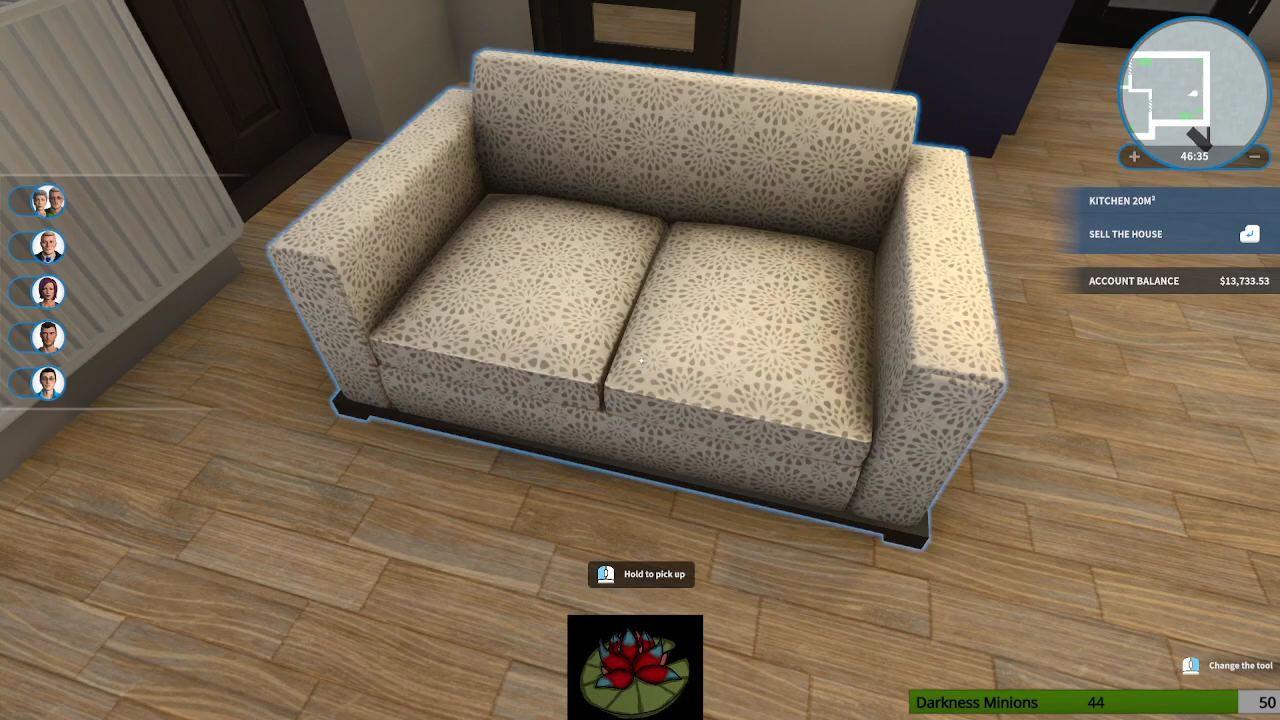 46:35
KITCHEN 20M²
SELL THE HOUSE
ACCOUNT BALANCE $13,733.53
Hold to pick up
Change the tool
Darkness Minions 44 50